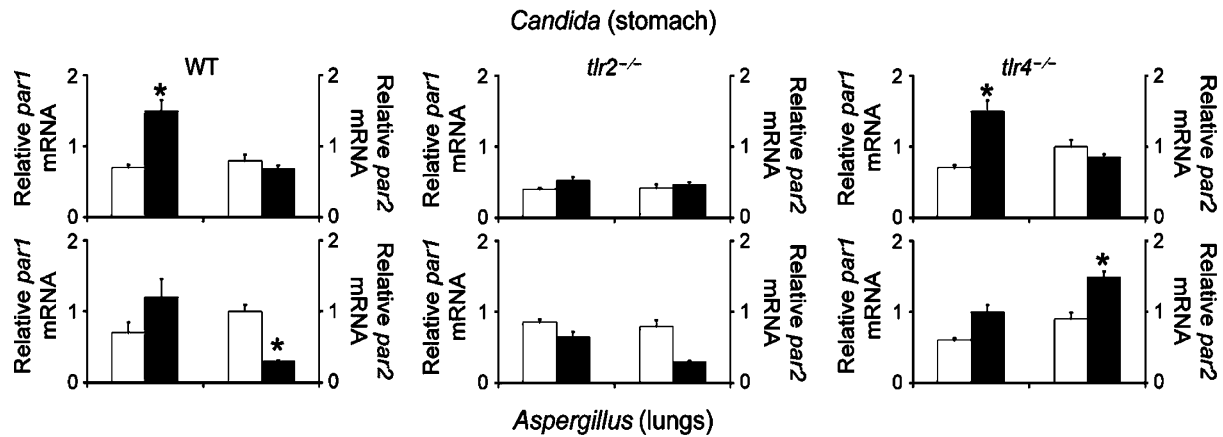 Candida (stomach)
WT
tlr2−/−
tlr4−/−
Relative par1 mRNA
2
1
0
*
2
1
0
Relative par2 mRNA
Relative par1 mRNA
2
1
0
2
1
0
Relative par2 mRNA
Relative par1 mRNA
2
1
0
*
2
1
0
Relative par2 mRNA
Relative par1 mRNA
2
1
0
*
2
1
0
Relative par2 mRNA
Relative par1 mRNA
2
1
0
2
1
0
Relative par2 mRNA
Relative par1 mRNA
2
1
0
*
2
1
0
Relative par2 mRNA
Aspergillus (lungs)